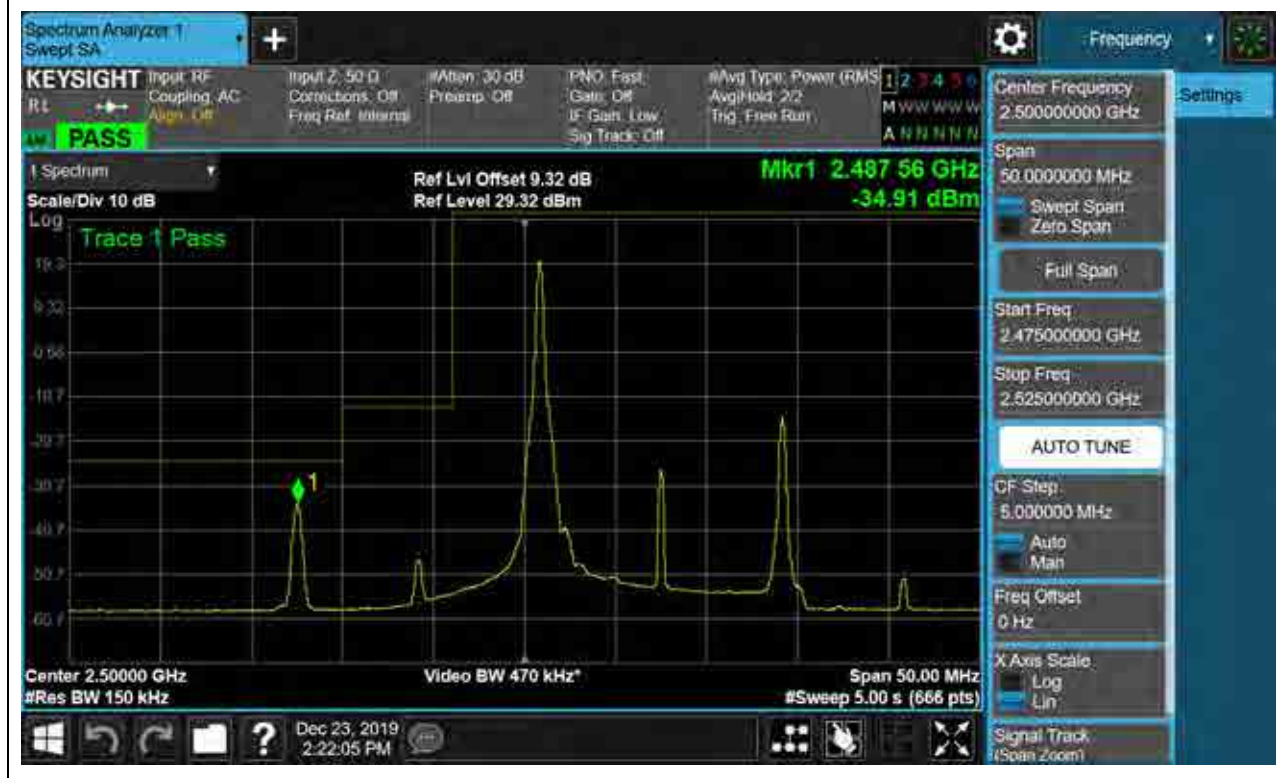 Spectrum Analyzer 1
Swept SA
Frequency
KEYSIGHT
R L
PASS
Input: RF
Coupling: AC
Align: Off
Input Z: 50 Ω
Corrections: Off
Freq Ref: Internal
#Atten: 30 dB
Preamp: Off
PNO: Fast
Gate: Off
IF Gain: Low
Sig Track: Off
#Avg Type: Power (RMS
Avg|Hold: 2/2
Trig: Free Run
1 2 3 4 5 6
M W W W W W
A N N N N N
1 Spectrum
Scale/Div 10 dB
Ref Lvl Offset 9.32 dB
Ref Level 29.32 dBm
Mkr1 2.487 56 GHz
-34.91 dBm
Log
Trace 1 Pass
19.3
9.32
-0.68
-10.7
-20.7
-30.7
-40.7
-50.7
-60.7
1
Center 2.50000 GHz
#Res BW 150 kHz
Video BW 470 kHz*
Span 50.00 MHz
#Sweep 5.00 s (666 pts)
Dec 23, 2019
2:22:05 PM
Center Frequency
2.500000000 GHz
Settings
Span
50.0000000 MHz
Swept Span
Zero Span
Full Span
Start Freq
2.475000000 GHz
Stop Freq
2.525000000 GHz
AUTO TUNE
CF Step
5.000000 MHz
Auto
Man
Freq Offset
0 Hz
X Axis Scale
Log
Lin
Signal Track
(Span Zoom)